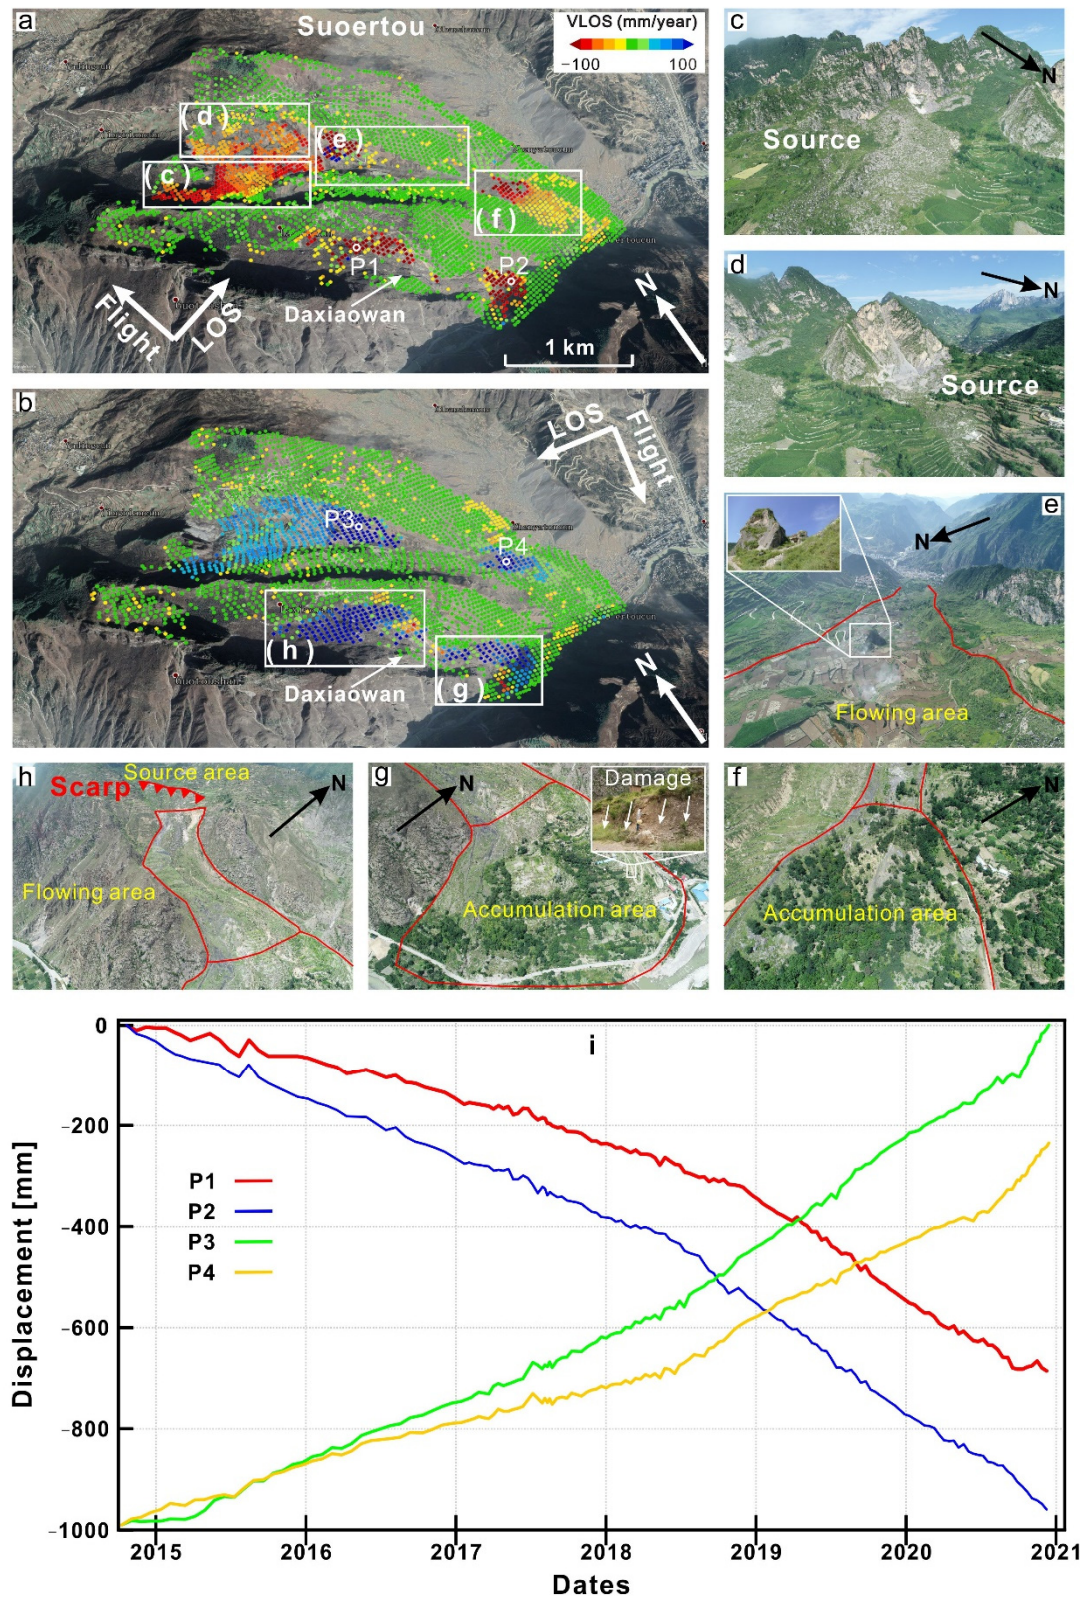 a
Suoertou
VLOS (mm/year)
−100
100
(d)
(e)
(c)
(f)
P1
P2
Daxiaowan
Flight
LOS
N
1 km
b
LOS
Flight
P3
P4
(h)
(g)
Daxiaowan
N
c
N
Source
d
N
Source
e
N
Flowing area
h
Source area
Scarp
N
Flowing area
g
N
Damage
Accumulation area
f
N
Accumulation area
i
0
−200
−400
−600
−800
−1000
Displacement [mm]
P1
P2
P3
P4
2015
2016
2017
2018
2019
2020
2021
Dates